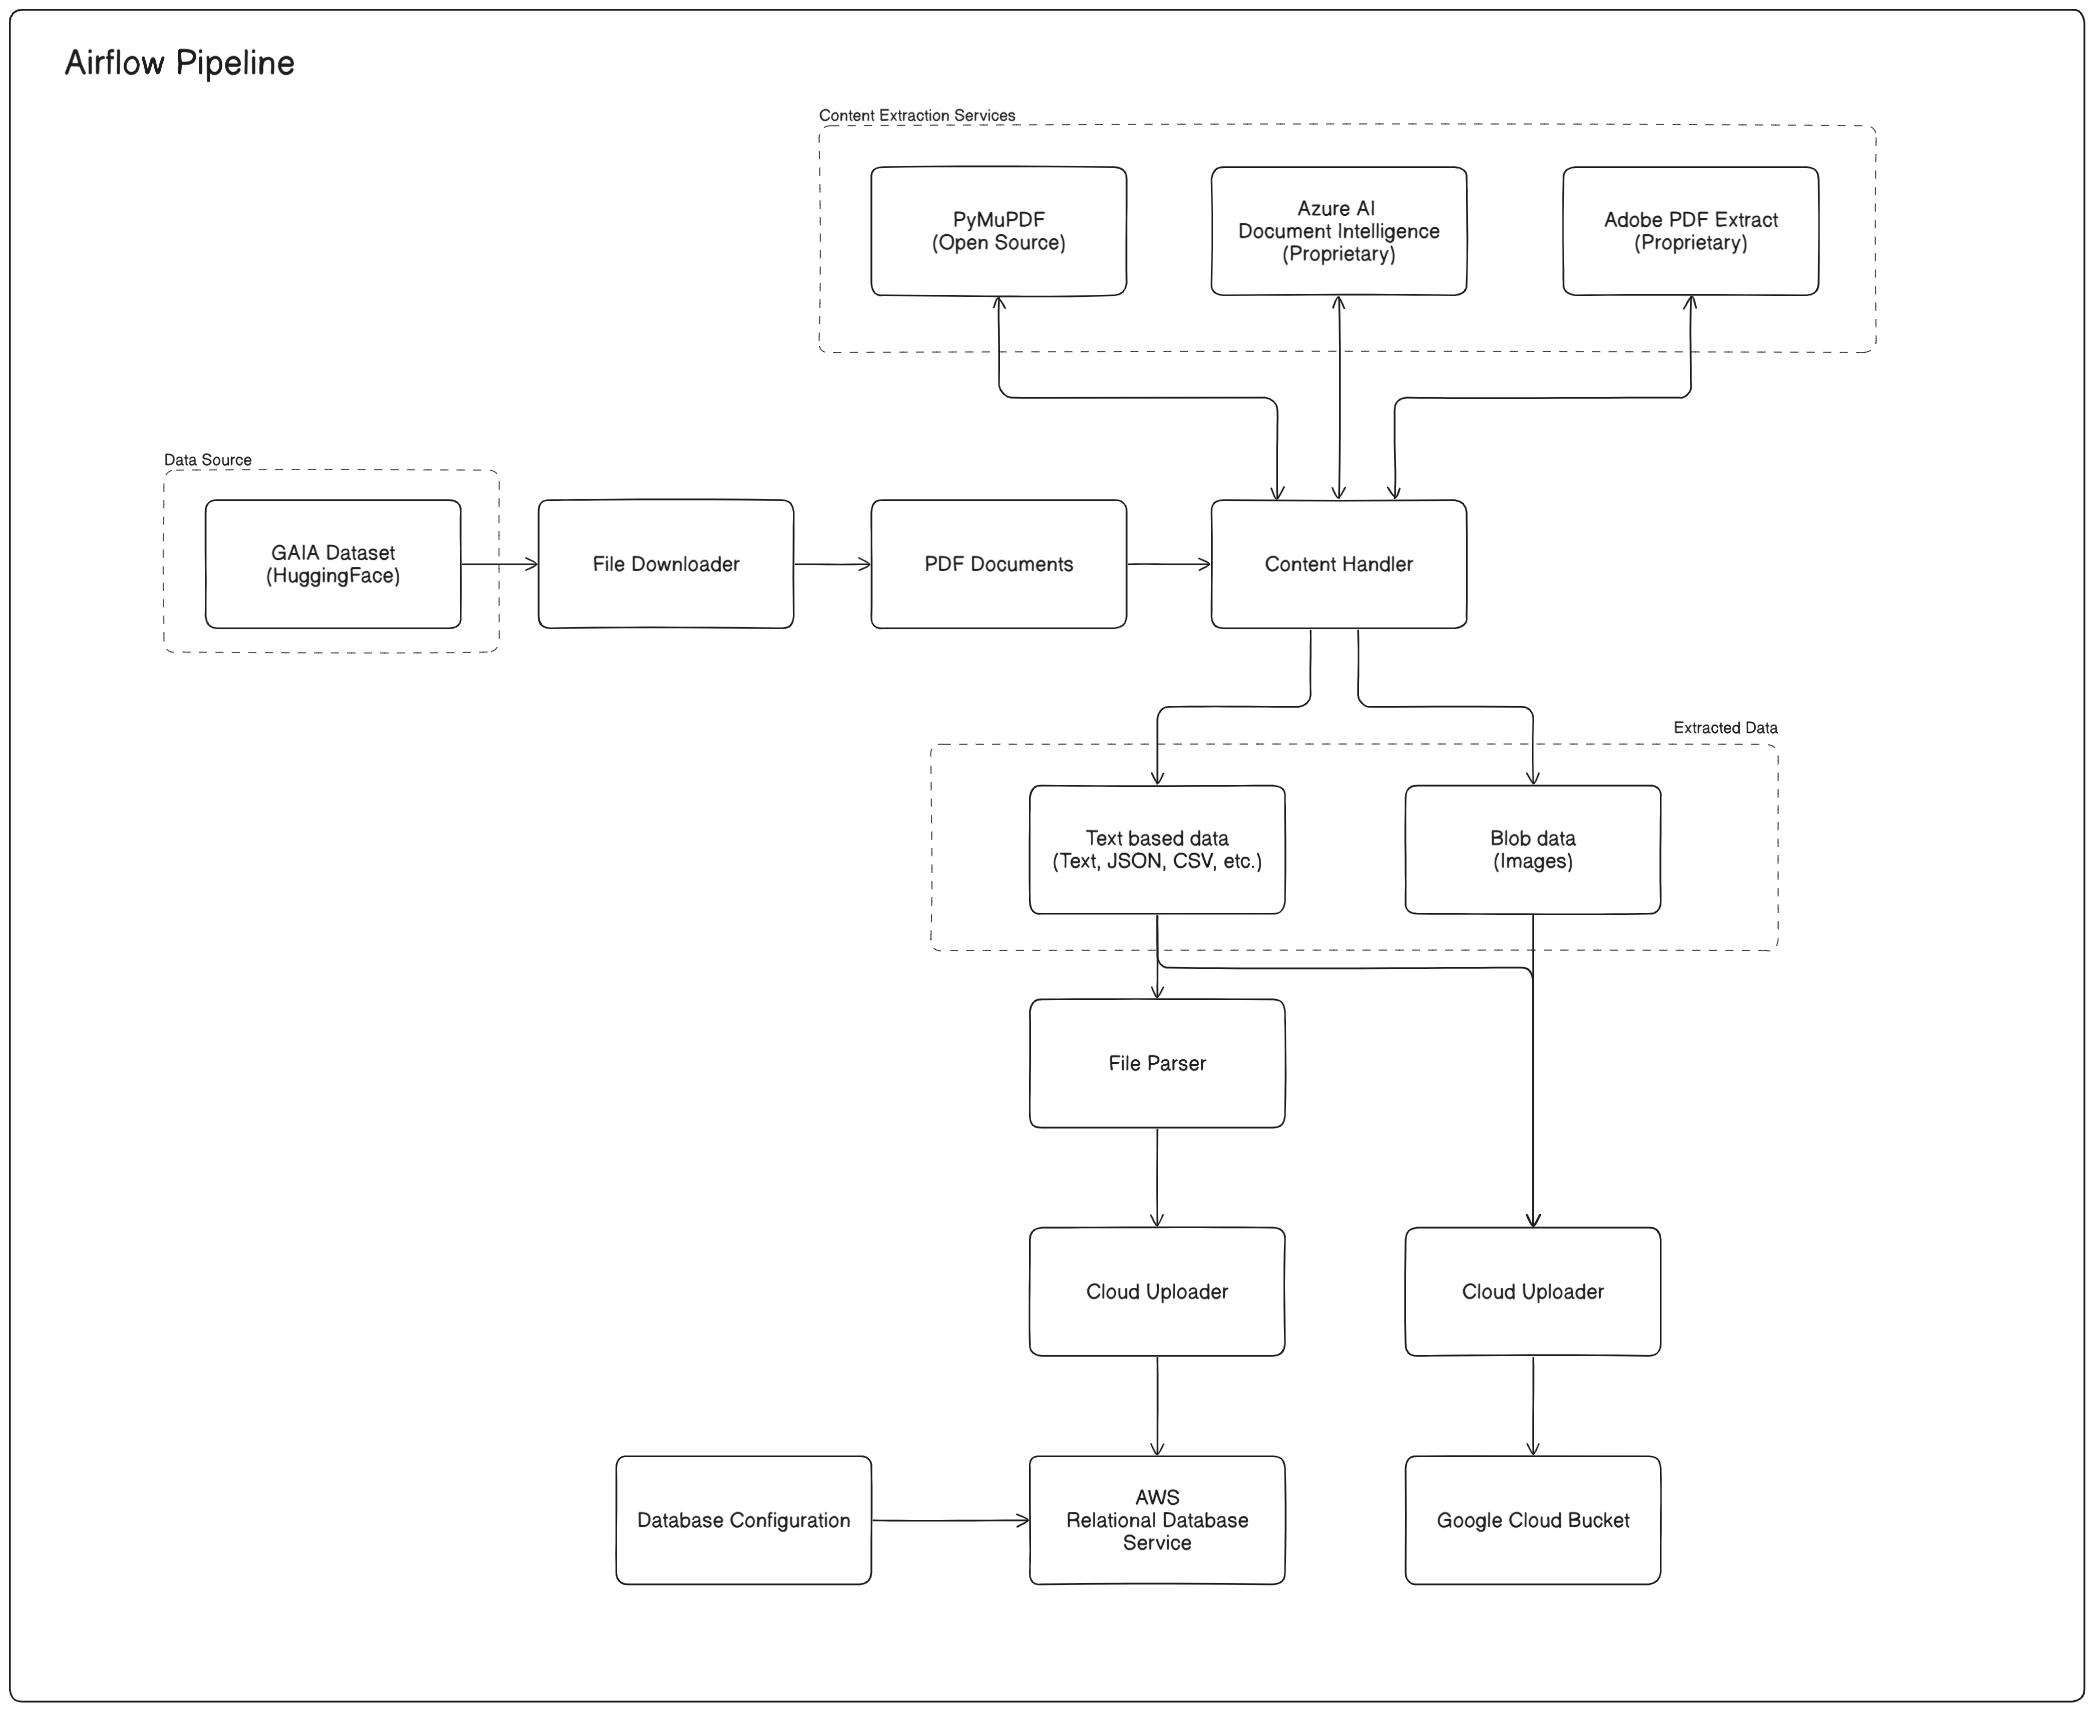 Airflow Pipeline
Content Extraction Services
PyMuPDF
(Open Source)
Azure AI
Document Intelligence
(Proprietary)
Adobe PDF Extract
(Proprietary)
Data Source
GAIA Dataset
(HuggingFace)
File Downloader
PDF Documents
Content Handler
Extracted Data
Text based data
(Text, JSON, CSV, etc.)
Blob data
(Images)
File Parser
Cloud Uploader
Cloud Uploader
Database Configuration
AWS
Relational Database
Service
Google Cloud Bucket